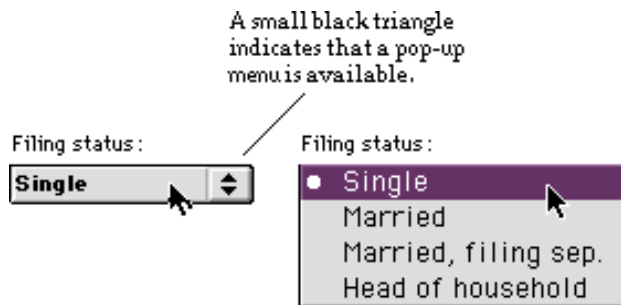 A small black triangle
indicates that a pop-up
menu is available.
Filing status:
Single
Filing status:
Single
Married
Married, filing sep.
Head of household